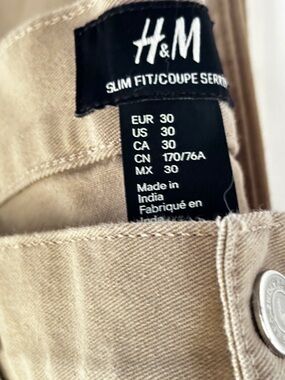 H&M
SLIM FIT/COUPE
EUR 30
US 30
CA 30
CN 170/76A
MX 30
Made in
India
Fabriqué en